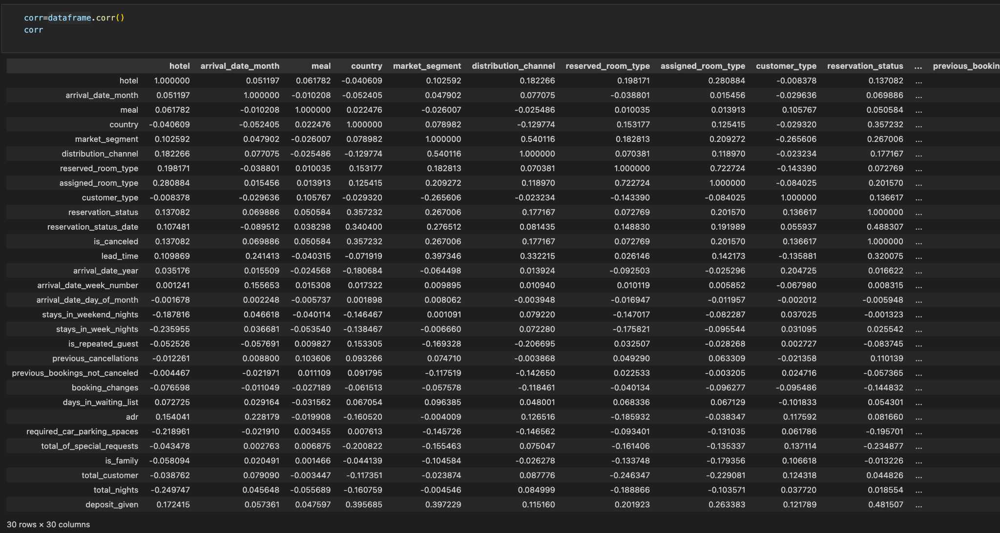 corr=dataframe.corr()
corr
hotel arrival_date_month meal country market_segment distribution_channel reserved_room_type assigned_room_type customer_type reservation_status ... previous_bookin
hotel 1.000000 0.051197 0.061782 -0.040609 0.102592 0.182266 0.198171 0.280884 -0.008378 0.137082 ...
arrival_date_month 0.051197 1.000000 -0.010208 -0.052405 0.047902 0.077075 -0.038801 0.015456 -0.029636 0.069886 ...
meal 0.061782 -0.010208 1.000000 0.022476 -0.026007 -0.025486 0.010035 0.013913 0.105767 0.050584 ...
country -0.040609 -0.052405 0.022476 1.000000 0.078982 -0.129774 0.153177 0.125415 -0.029320 0.357232 ...
market_segment 0.102592 0.047902 -0.026007 0.078982 1.000000 0.540116 0.182813 0.209272 -0.265606 0.267006 ...
distribution_channel 0.182266 0.077075 -0.025486 -0.129774 0.540116 1.000000 0.070381 0.118970 -0.023234 0.177167 ...
reserved_room_type 0.198171 -0.038801 0.010035 0.153177 0.182813 0.070381 1.000000 0.722724 -0.143390 0.072769 ...
assigned_room_type 0.280884 0.015456 0.013913 0.125415 0.209272 0.118970 0.722724 1.000000 -0.084025 0.201570 ...
customer_type -0.008378 -0.029636 0.105767 -0.029320 -0.265606 -0.023234 -0.143390 -0.084025 1.000000 0.136617 ...
reservation_status 0.137082 0.069886 0.050584 0.357232 0.267006 0.177167 0.072769 0.201570 0.136617 1.000000 ...
reservation_status_date 0.107481 -0.089512 0.038298 0.340400 0.276512 0.081435 0.148830 0.191989 0.055937 0.488307 ...
is_canceled 0.137082 0.069886 0.050584 0.357232 0.267006 0.177167 0.072769 0.201570 0.136617 1.000000 ...
lead_time 0.109869 0.241413 -0.040315 -0.071919 0.397346 0.332215 0.026146 0.142173 -0.135881 0.320075 ...
arrival_date_year 0.035176 0.015509 -0.024568 -0.180684 -0.064498 0.013924 -0.092503 -0.025296 0.204725 0.016622 ...
arrival_date_week_number 0.001241 0.155653 0.015308 0.017322 0.009895 0.010940 0.010119 0.005852 -0.067980 0.008315 ...
arrival_date_day_of_month -0.001678 0.002248 -0.005737 0.001898 0.008062 -0.003948 -0.016947 -0.011957 -0.002012 -0.005948 ...
stays_in_weekend_nights -0.187816 0.046618 -0.040114 -0.146467 0.001091 0.079220 -0.147017 -0.082287 0.037025 -0.001323 ...
stays_in_week_nights -0.235955 0.036681 -0.053540 -0.138467 -0.006660 0.072280 -0.175821 -0.095544 0.031095 0.025542 ...
is_repeated_guest -0.052526 -0.057691 0.009827 0.153305 -0.169328 -0.206695 0.032507 -0.028268 0.002727 -0.083745 ...
previous_cancellations -0.012261 0.008800 0.103606 0.093266 0.074710 -0.003868 0.049290 0.063309 -0.021358 0.110139 ...
previous_bookings_not_canceled -0.004467 -0.021971 0.011109 0.091795 -0.117519 -0.142650 0.022533 -0.003205 0.024716 -0.057365 ...
booking_changes -0.076598 -0.011049 -0.027189 -0.061513 -0.057578 -0.118461 -0.040134 -0.096277 -0.095486 -0.144832 ...
days_in_waiting_list 0.072725 0.029164 -0.031562 0.067054 0.096385 0.048001 0.068336 0.067129 -0.101833 0.054301 ...
adr 0.154041 0.228179 -0.019908 -0.160520 -0.004009 0.126516 -0.185932 -0.038347 0.117592 0.081660 ...
required_car_parking_spaces -0.218961 -0.021910 0.003455 0.007613 -0.145726 -0.146562 -0.093401 -0.131035 0.061786 -0.195701 ...
total_of_special_requests -0.043478 0.002763 0.006875 -0.200822 -0.155463 0.075047 -0.161406 -0.135337 0.137114 -0.234877 ...
is_family -0.058094 0.020491 0.001466 -0.044139 -0.104584 -0.026278 -0.133748 -0.179356 0.106618 -0.013226 ...
total_customer -0.038762 0.079090 -0.003447 -0.117351 -0.023874 0.087776 -0.246347 -0.229081 0.124318 0.044826 ...
total_nights -0.249747 0.045648 -0.055689 -0.160759 -0.004546 0.084999 -0.188866 -0.103571 0.037720 0.018554 ...
deposit_given 0.172415 0.057361 0.047597 0.395685 0.397229 0.115160 0.201923 0.263383 0.121789 0.481507 ...
30 rows × 30 columns